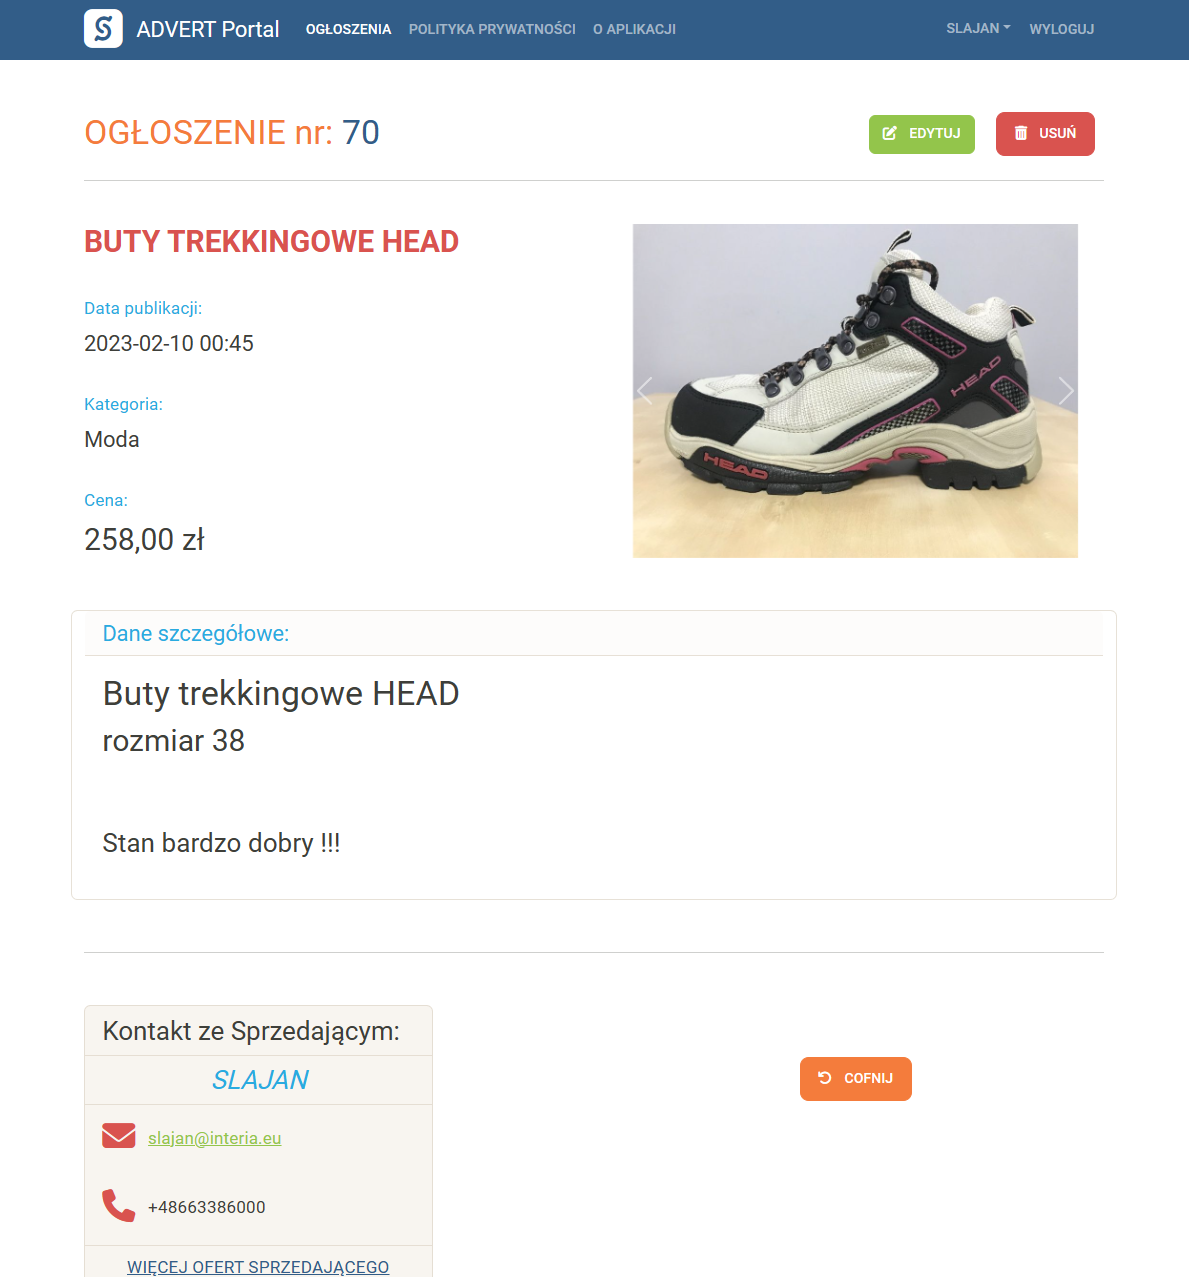 ADVERT Portal OGŁOSZENIA POLITYKA PRYWATNOŚCI O APLIKACJI SLAJAN WYLOGUJ
OGŁOSZENIE nr: 70 EDYTUJ USUŃ
BUTY TREKKINGOWE HEAD
Data publikacji:
2023-02-10 00:45
Kategoria:
Moda
Cena:
258,00 zł
HEAD
HEAD
Dane szczegółowe:
Buty trekkingowe HEAD
rozmiar 38
Stan bardzo dobry !!!
Kontakt ze Sprzedającym:
SLAJAN
COFNIJ
slajan@interia.eu
+48663386000
WIĘCEJ OFERT SPRZEDAJĄCEGO